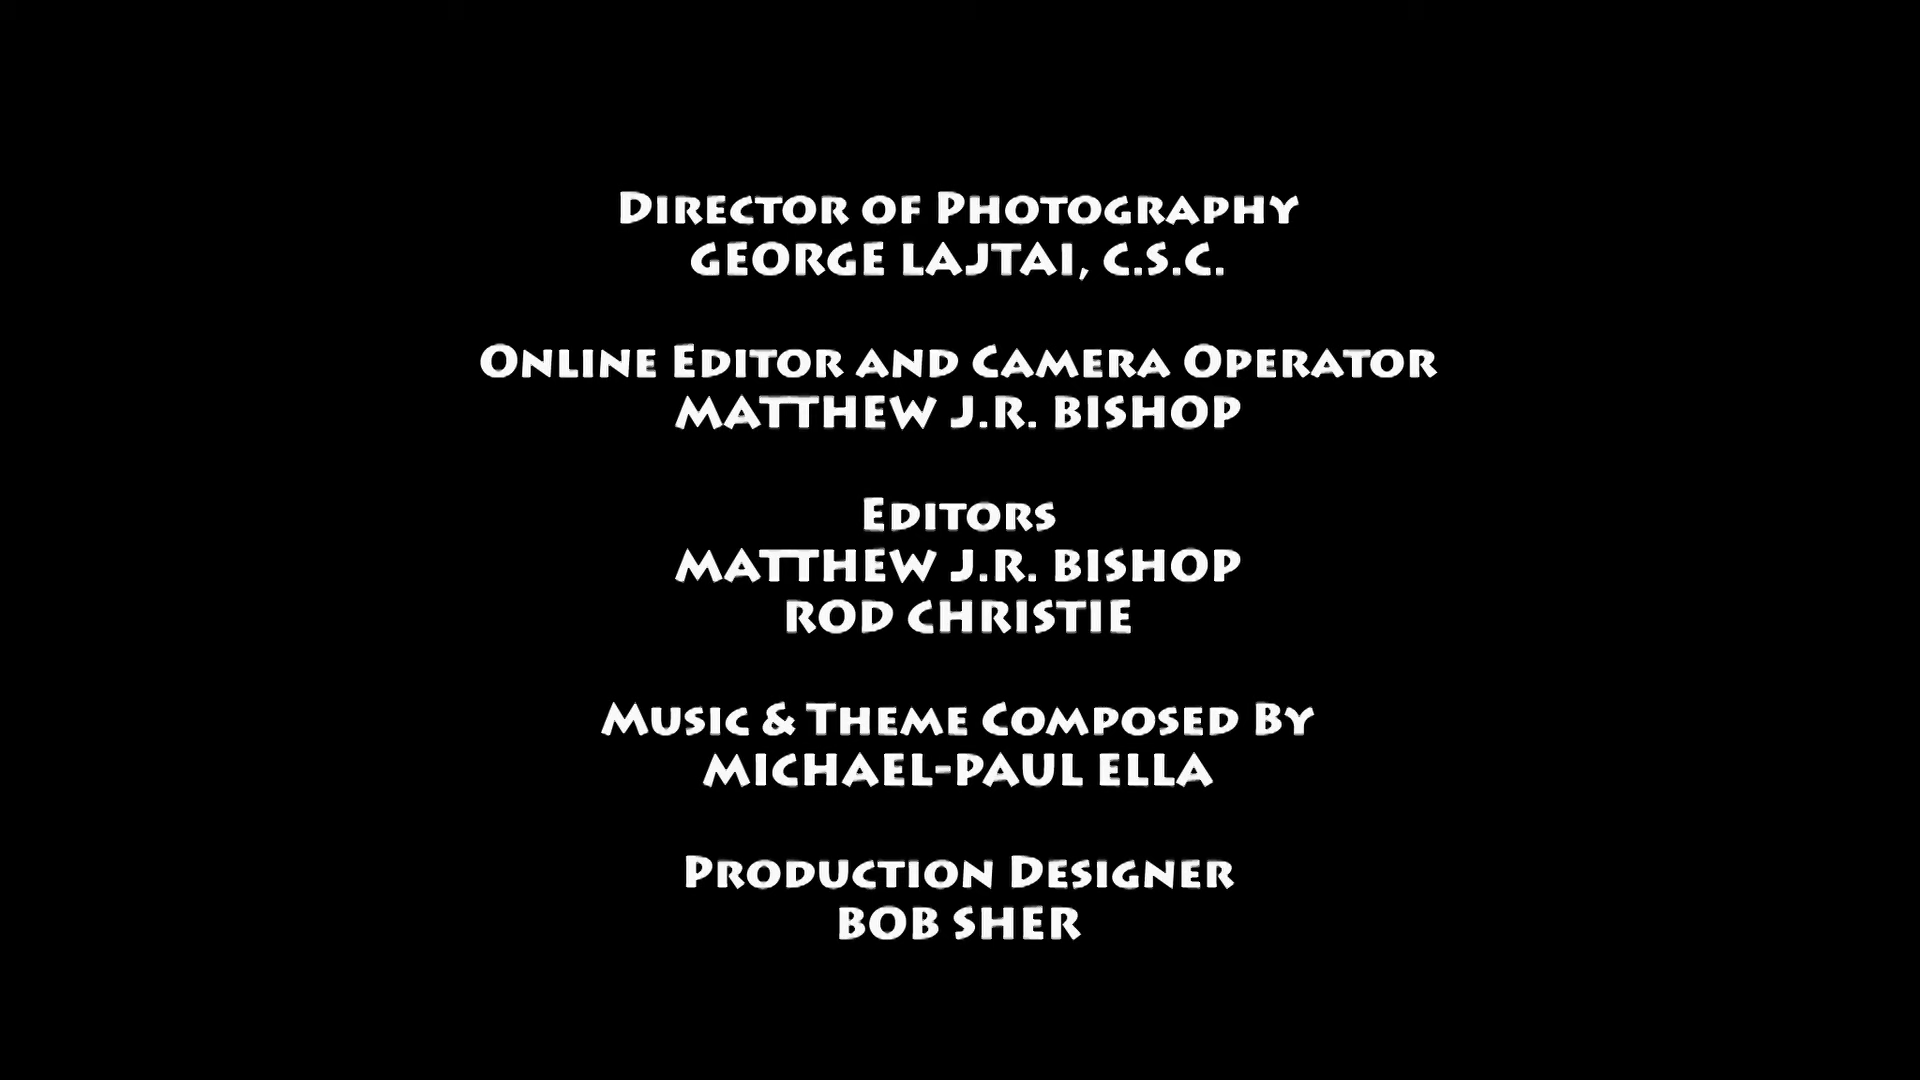 Director of Photography
GEORGE LAJTAI, C.S.C.
Online Editor and Camera Operator
MATTHEW J.R. BISHOP
Editors
MATTHEW J.R. BISHOP
ROD CHRISTIE
Music & Theme Composed By
MICHAEL-PAUL ELLA
Production Designer
BOB SHER